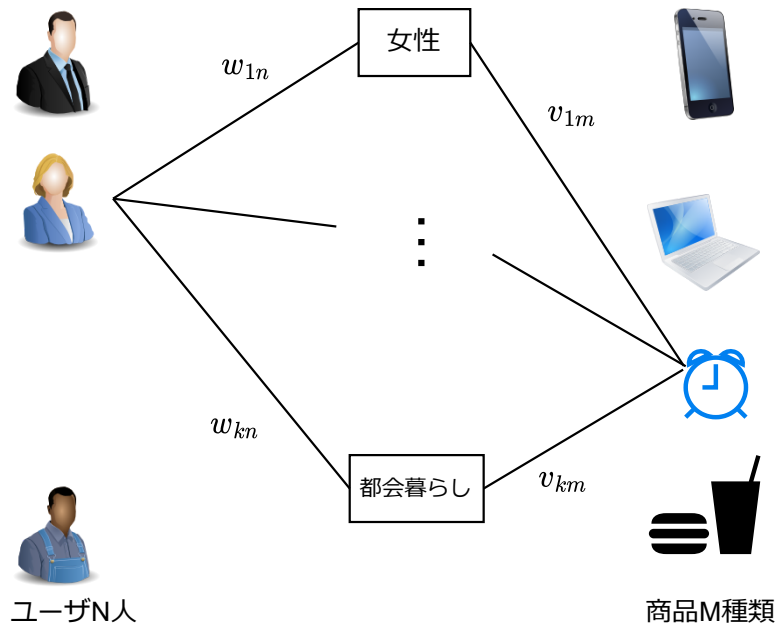 女性
w_{1n}
v_{1m}
⋮
w_{kn}
v_{km}
都会暮らし
ユーザN人
商品M種類